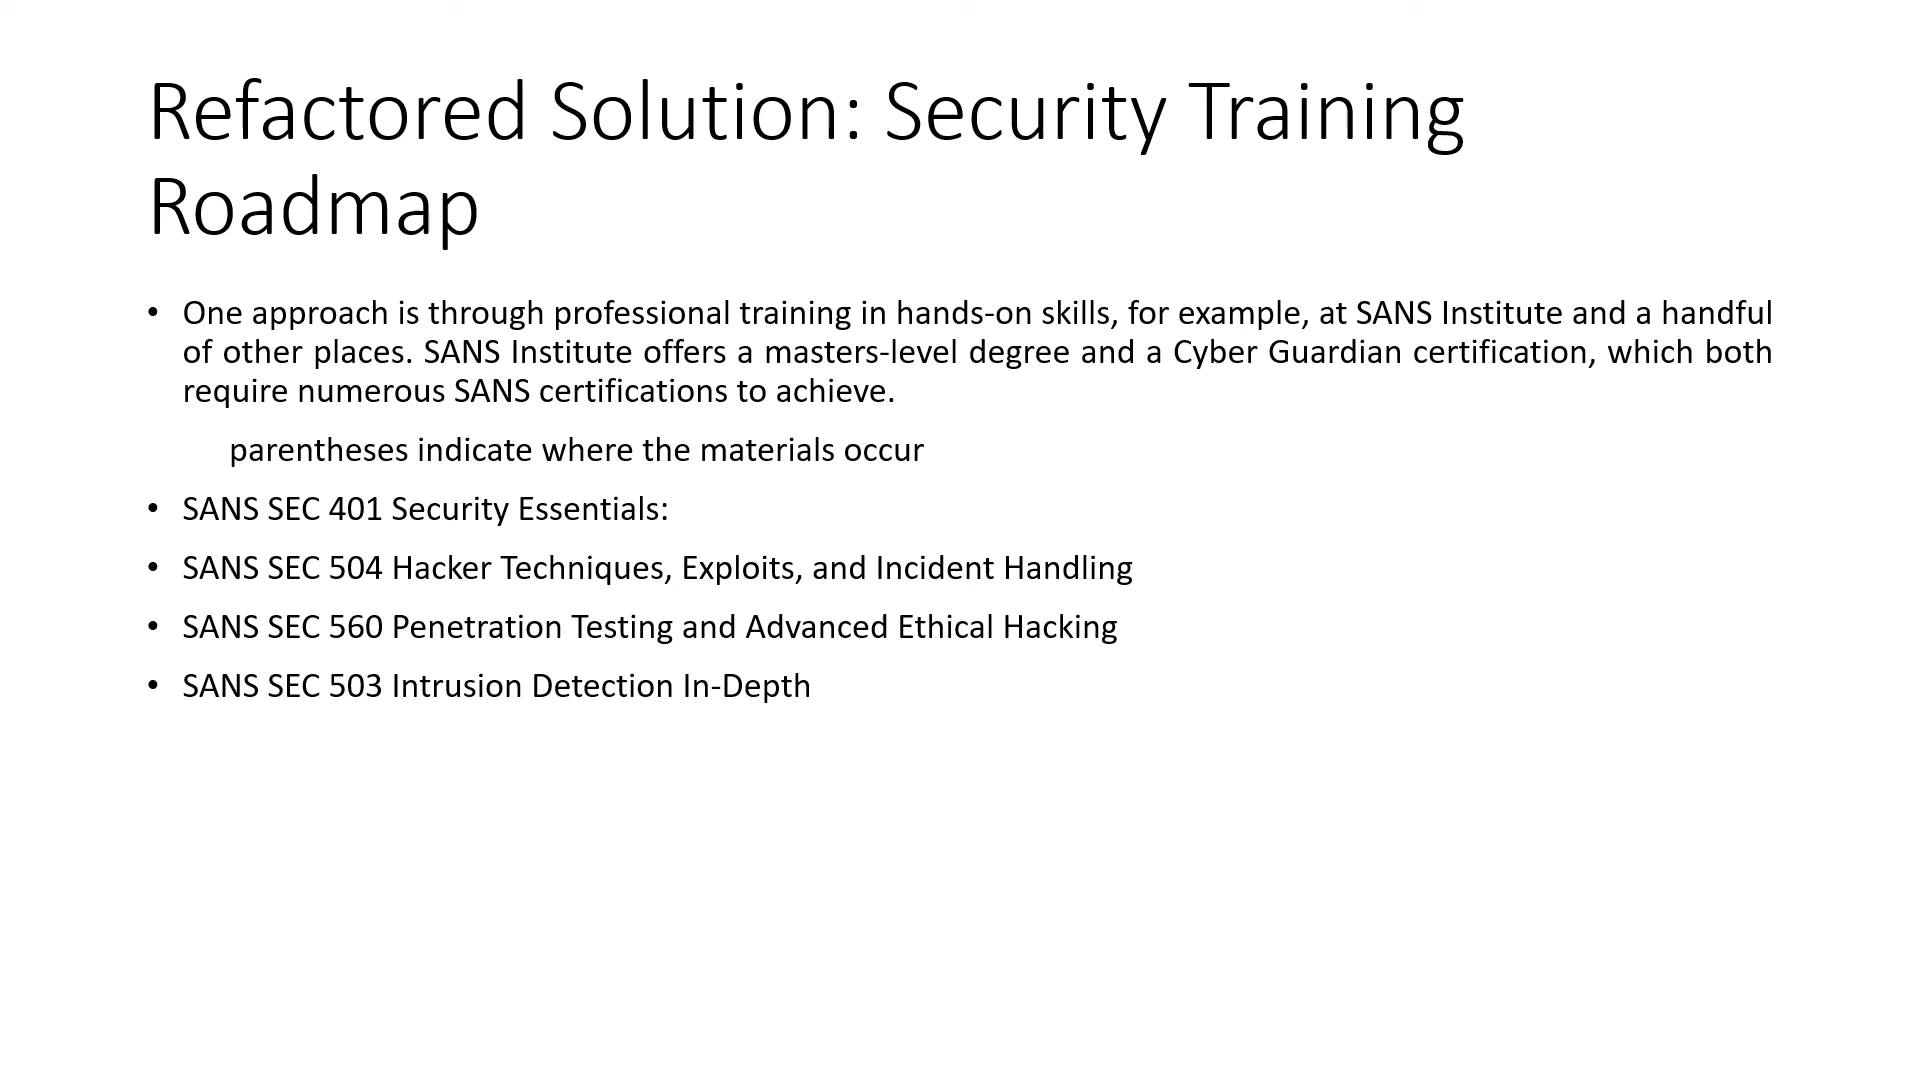 Refactored Solution: Security Training
Roadmap
• One approach is through professional training in hands-on skills, for example, at SANS Institute and a handful
of other places. SANS Institute offers a masters-level degree and a Cyber Guardian certification, which both
require numerous SANS certifications to achieve.
parentheses indicate where the materials occur
• SANS SEC 401 Security Essentials:
• SANS SEC 504 Hacker Techniques, Exploits, and Incident Handling
• SANS SEC 560 Penetration Testing and Advanced Ethical Hacking
• SANS SEC 503 Intrusion Detection In-Depth